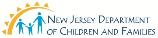 NEW JERSEY DEPARTMENT
OF CHILDREN AND FAMILIES